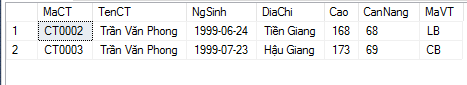 MaCT TenCT NgSinh DiaChi Cao CanNang MaVT
1 CT0002 Trần Văn Phong 1999-06-24 Tiền Giang 168 68 LB
2 CT0003 Trần Văn Phong 1999-07-23 Hậu Giang 173 69 CB